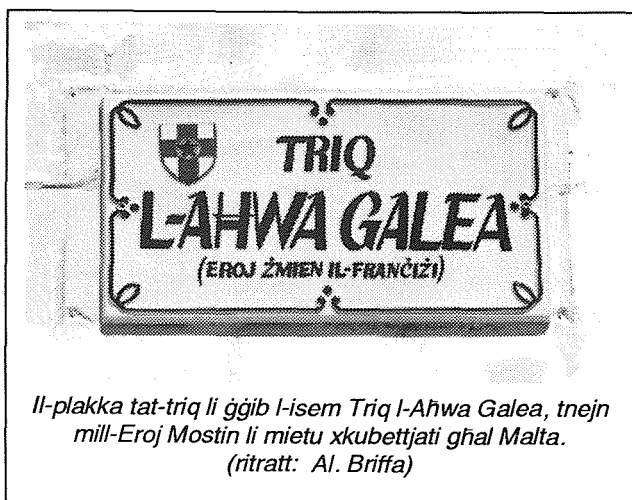 TRIQ
L-AĦWA GALEA
(EROJ ŻMIEN IL-FRANĊIŻI)
Il-plakka tat-triq li ġġib l-isem Triq l-Aħwa Galea, tnejn
mill-Eroj Mostin li mietu xkubettjati għal Malta.
(ritratt: Al. Briffa)